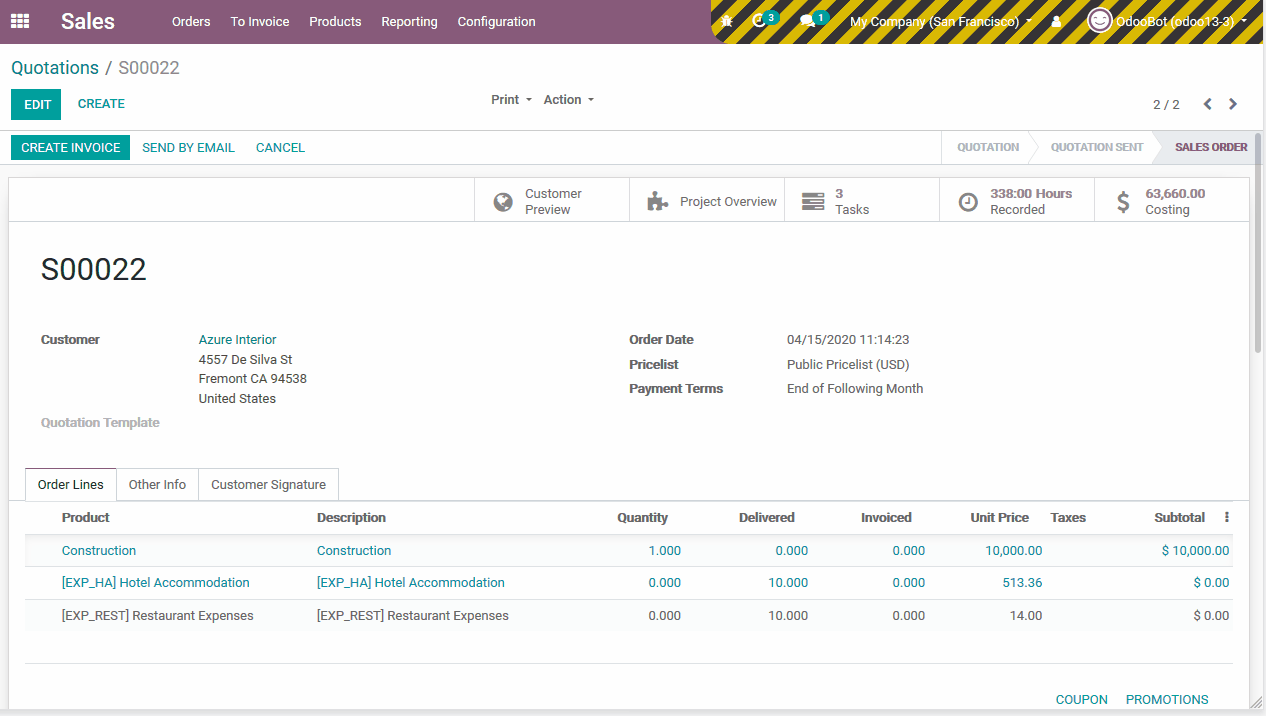 Sales Orders To Invoice Products Reporting Configuration 3 1 My Company (San Francisco) OdooBot (odoo13-3)
Quotations / S00022
EDIT CREATE Print Action 2 / 2
CREATE INVOICE SEND BY EMAIL CANCEL QUOTATION QUOTATION SENT SALES ORDER
Customer Preview Project Overview 3 Tasks 338:00 Hours Recorded 63,660.00 Costing
S00022
Customer Azure Interior Order Date 04/15/2020 11:14:23
4557 De Silva St
Pricelist Public Pricelist (USD)
Fremont CA 94538
Payment Terms End of Following Month
United States
Quotation Template
Order Lines Other Info Customer Signature
Product Description Quantity Delivered Invoiced Unit Price Taxes Subtotal
Construction Construction 1.000 0.000 0.000 10,000.00 $ 10,000.00
[EXP_HA] Hotel Accommodation [EXP_HA] Hotel Accommodation 0.000 10.000 0.000 513.36 $ 0.00
[EXP_REST] Restaurant Expenses [EXP_REST] Restaurant Expenses 0.000 10.000 0.000 14.00 $ 0.00
COUPON PROMOTIONS